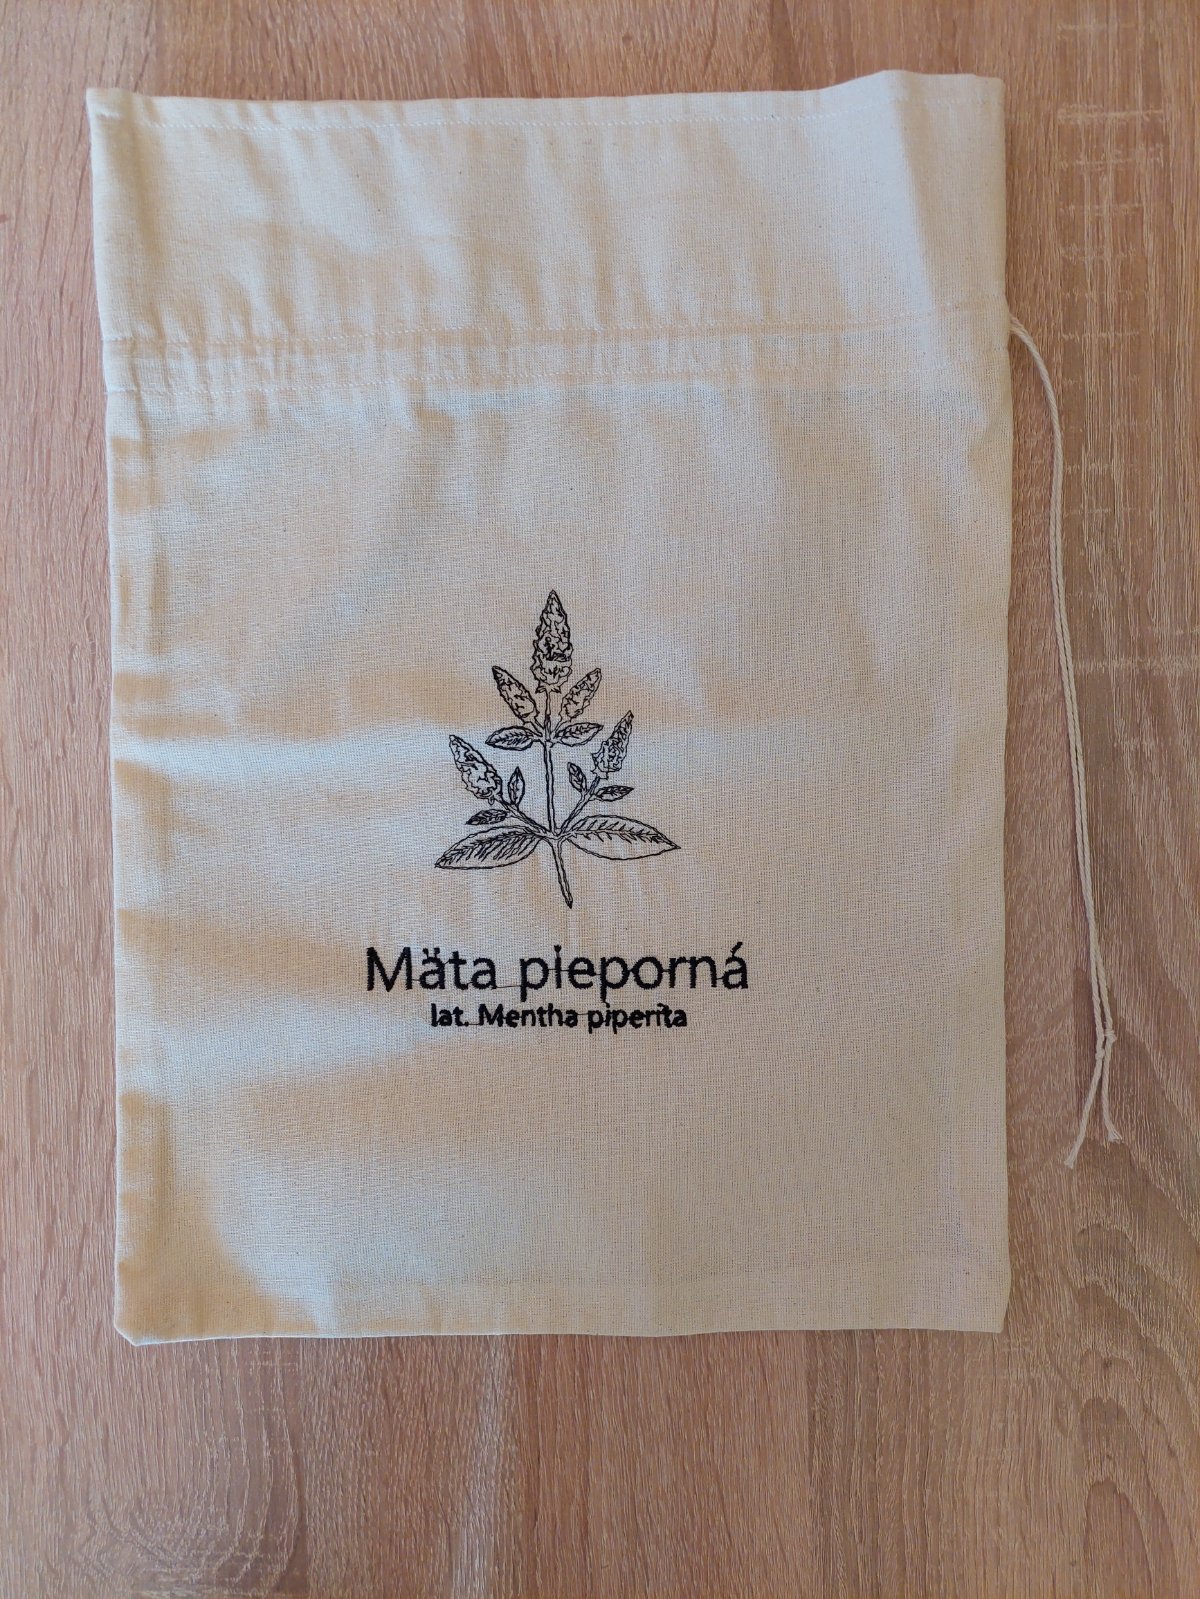 Mäta pieporná
lat. Mentha piperita